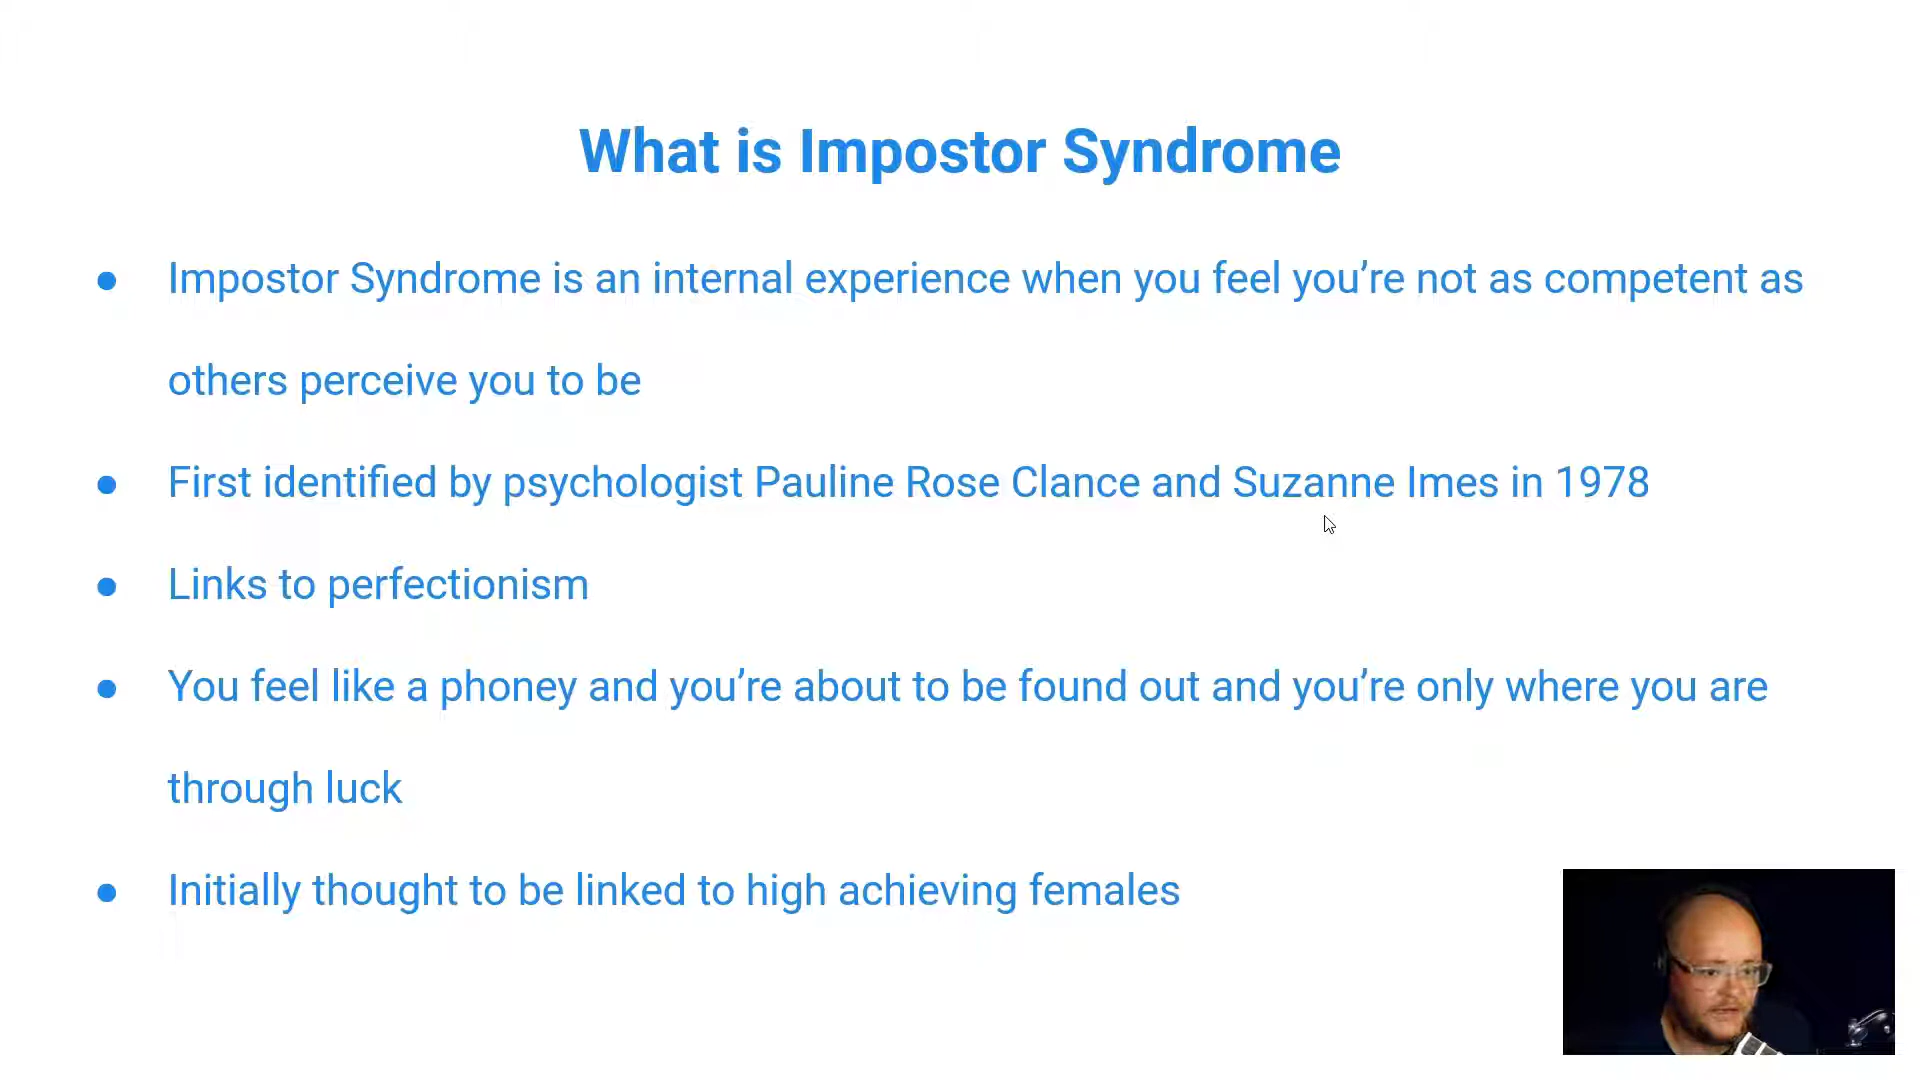 What is Impostor Syndrome
● Impostor Syndrome is an internal experience when you feel you’re not as competent as
others perceive you to be
● First identified by psychologist Pauline Rose Clance and Suzanne Imes in 1978
● Links to perfectionism
● You feel like a phoney and you’re about to be found out and you’re only where you are
through luck
● Initially thought to be linked to high achieving females